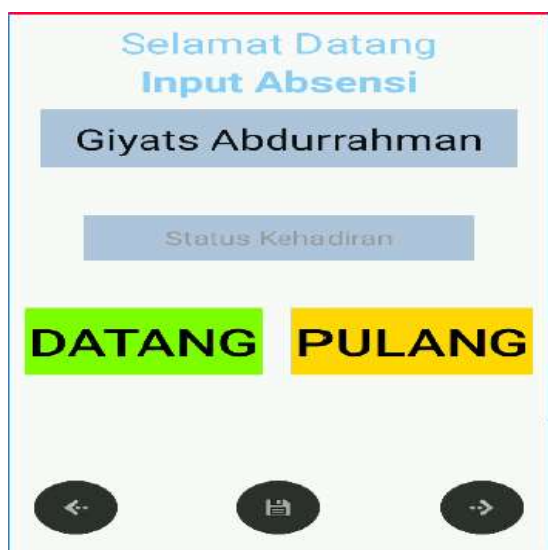 Selamat Datang
Input Absensi
Giyats Abdurrahman
Status Kehadiran
DATANG PULANG